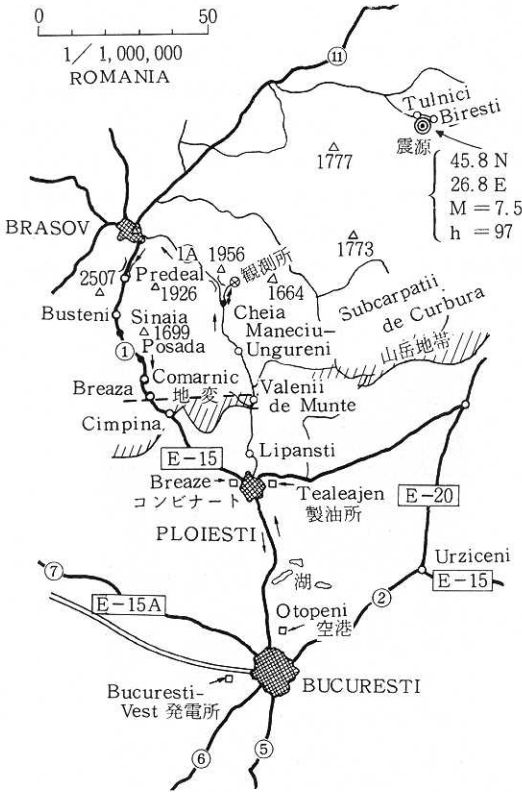 0 50
1/1,000,000
ROMANIA
11
Tulnici
Biresti
震源
1777
45.8 N
26.8 E
M = 7.5
h = 97
BRASOV
1A
1956
観測所
1773
2507
Predeal
1926
1664
Cheia
Subcarpatii
de Curbura
Busteni
Sinaia
1699
Maneciu-
Ungureni
山岳地帯
1
Posada
Comarnic
Breaza
地変
Valenii
de Munte
Cimpina
Lipansti
E-15
Breaze
コンビナート
Tealeajen
製油所
E-20
PLOIESTI
Urziceni
湖
E-15
7
E-15A
2
Otopeni
空港
Bucuresti-
Vest 発電所
BUCURESTI
6
5